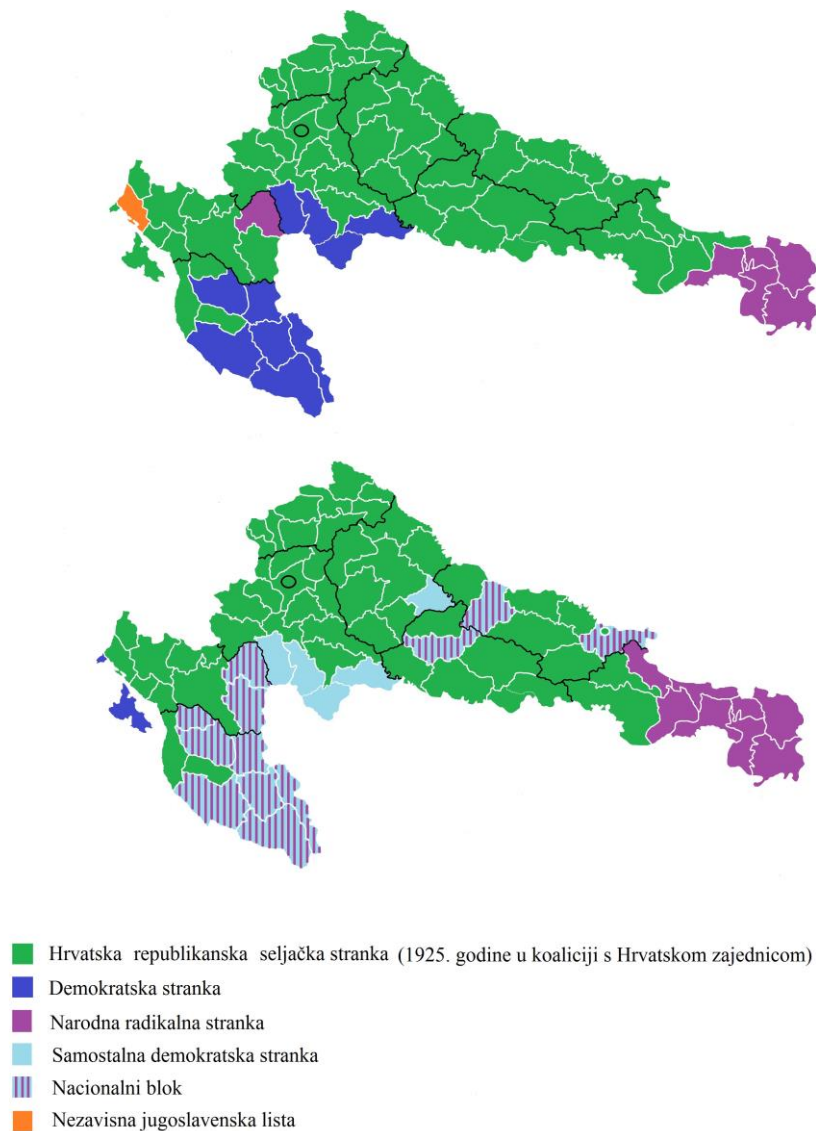 Hrvatska republikanska seljačka stranka (1925. godine u koaliciji s Hrvatskom zajednicom)
Demokratska stranka
Narodna radikalna stranka
Samostalna demokratska stranka
Nacionalni blok
Nezavisna jugoslavenska lista